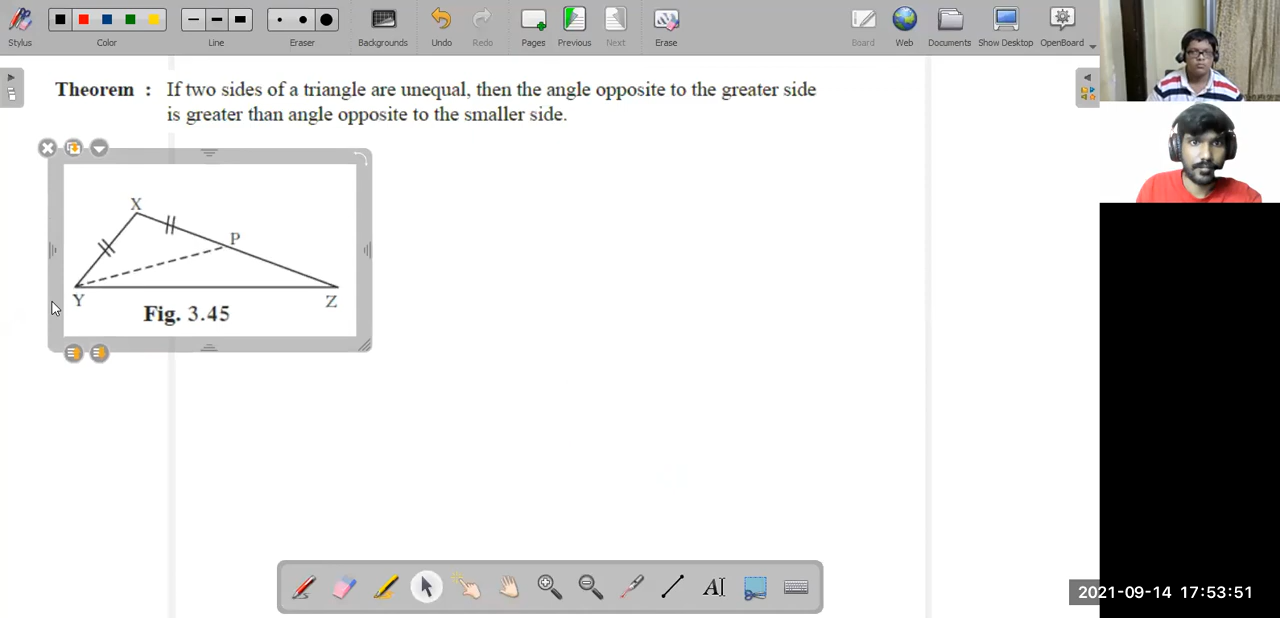 Stylus Color Line Eraser Backgrounds Undo Redo Pages Previous Next Erase Board Web Documents Show Desktop OpenBoard
Theorem : If two sides of a triangle are unequal, then the angle opposite to the greater side
is greater than angle opposite to the smaller side.
X
P
Y
Z
Fig. 3.45
AI
2021-09-14 17:53:51